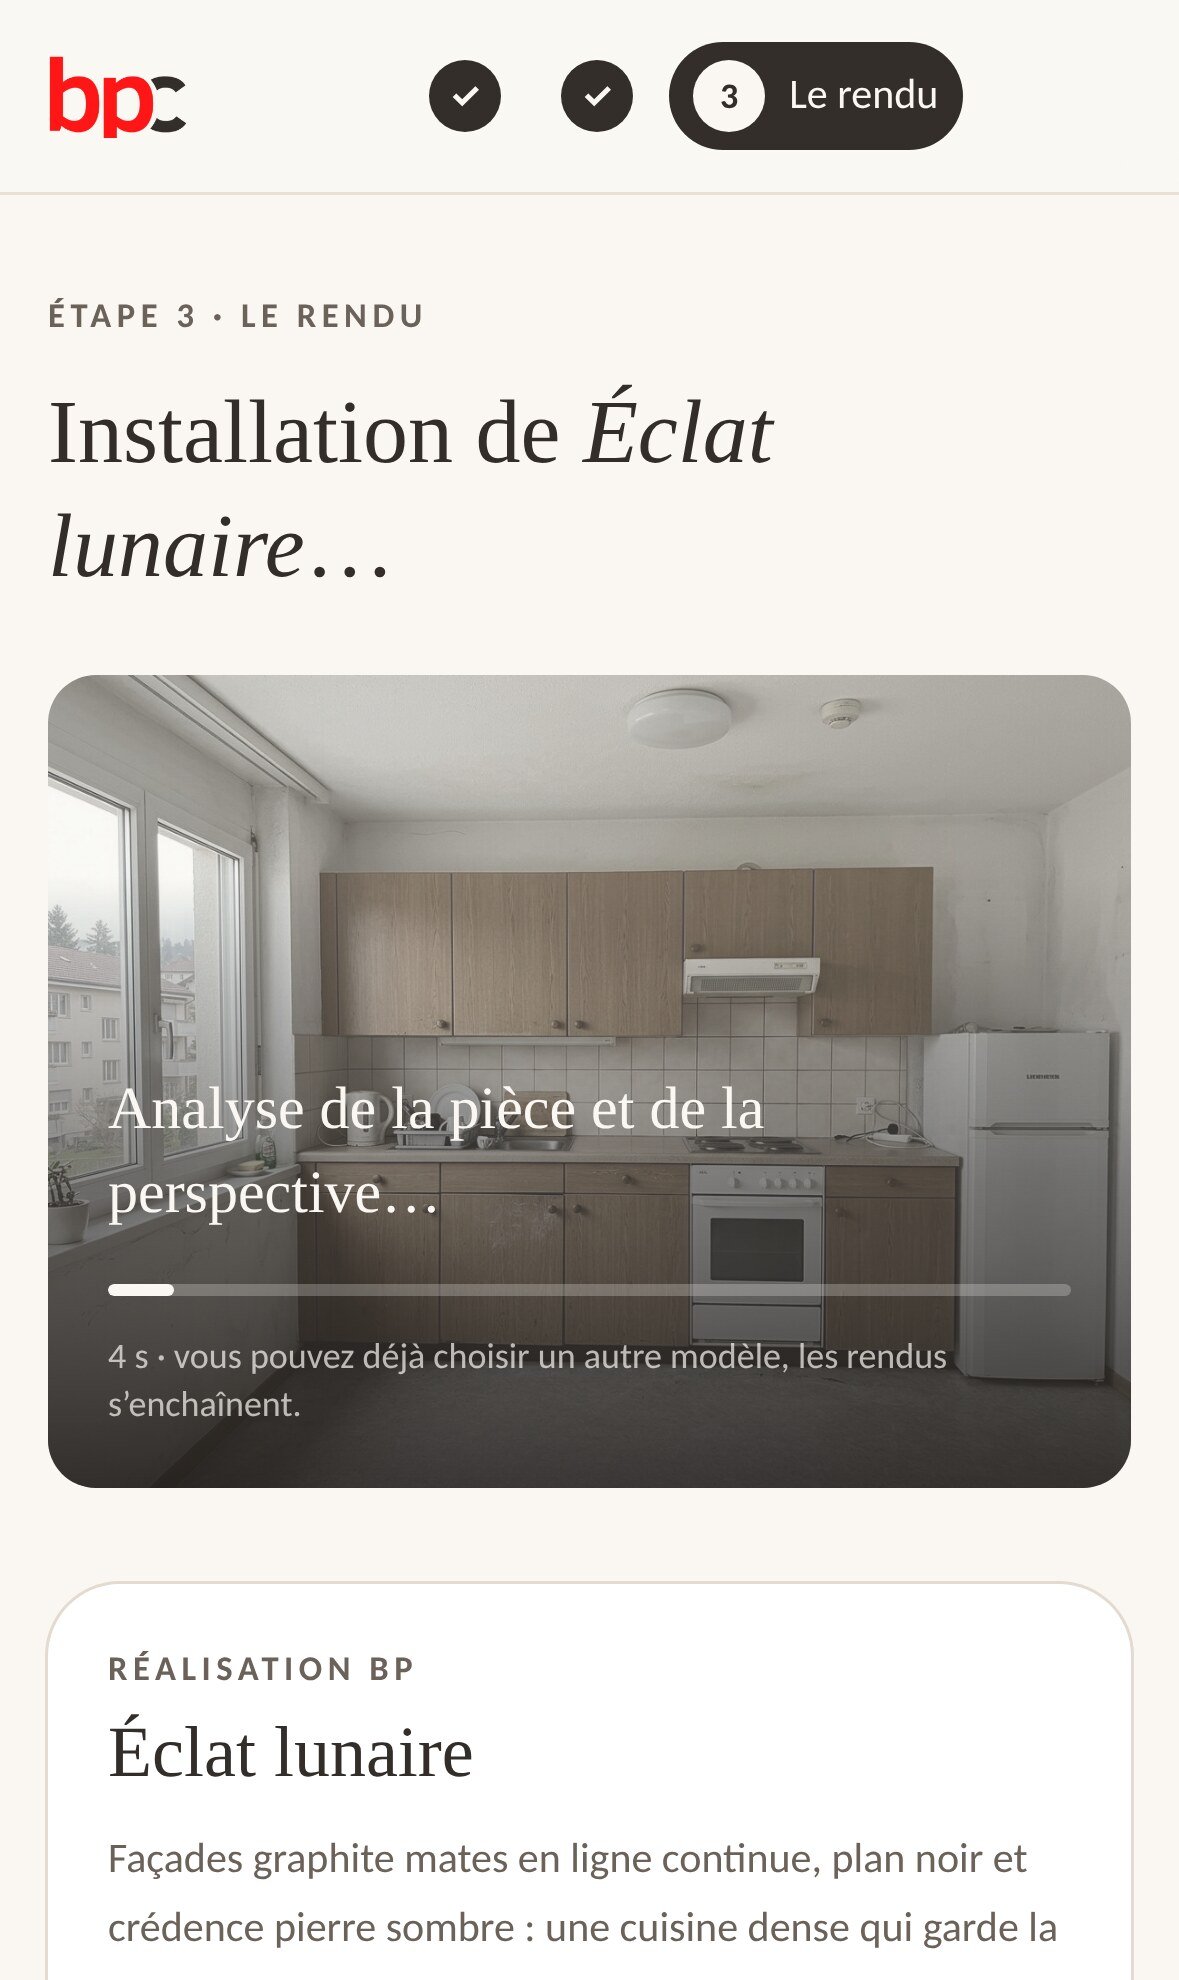 bpc
3 Le rendu
ÉTAPE 3 · LE RENDU
Installation de Éclat
lunaire…
LIEBHERR
Analyse de la pièce et de la
perspective…
4 s · vous pouvez déjà choisir un autre modèle, les rendus
s’enchaînent.
RÉALISATION BP
Éclat lunaire
Façades graphite mates en ligne continue, plan noir et
crédence pierre sombre : une cuisine dense qui garde la